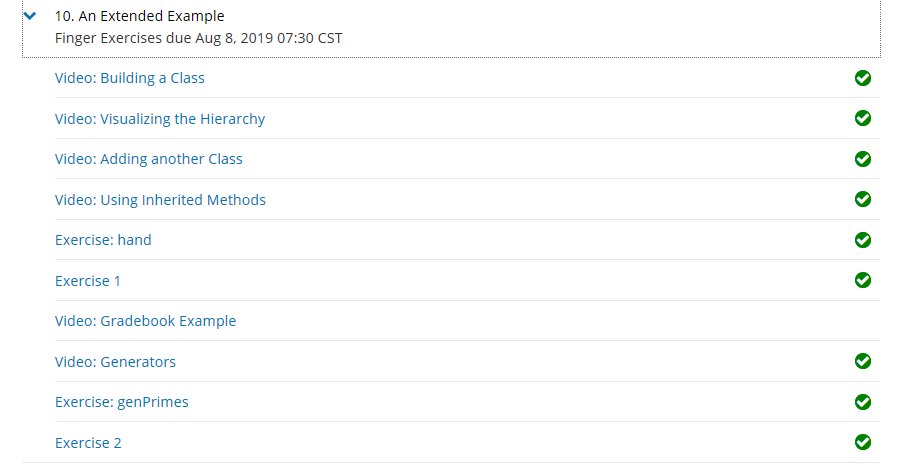 10. An Extended Example
Finger Exercises due Aug 8, 2019 07:30 CST
Video: Building a Class
Video: Visualizing the Hierarchy
Video: Adding another Class
Video: Using Inherited Methods
Exercise: hand
Exercise 1
Video: Gradebook Example
Video: Generators
Exercise: genPrimes
Exercise 2